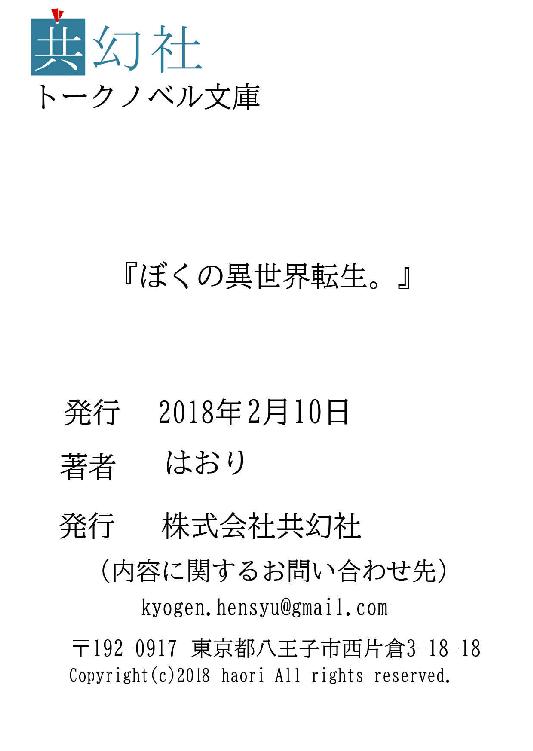 共幻社
トークノベル文庫
『ぼくの異世界転生。』
発行 2018年2月10日
著者 はおり
発行 株式会社共幻社
（内容に関するお問い合わせ先）
kyogen.hensyu@gmail.com
〒192 0917 東京都八王子市西片倉3 18 18
Copyright(c)2018 haori All rights reserved.